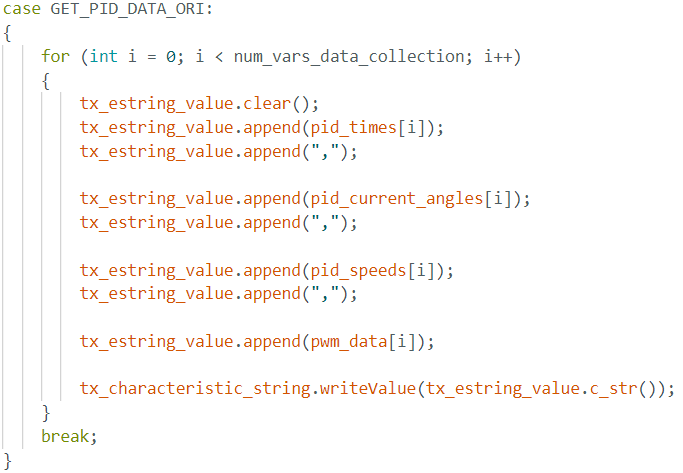 case GET_PID_DATA_ORI:
{
    for (int i = 0; i < num_vars_data_collection; i++)
    {
        tx_estring_value.clear();
        tx_estring_value.append(pid_times[i]);
        tx_estring_value.append(",");

        tx_estring_value.append(pid_current_angles[i]);
        tx_estring_value.append(",");

        tx_estring_value.append(pid_speeds[i]);
        tx_estring_value.append(",");

        tx_estring_value.append(pwm_data[i]);

        tx_characteristic_string.writeValue(tx_estring_value.c_str());
    }
    break;
}